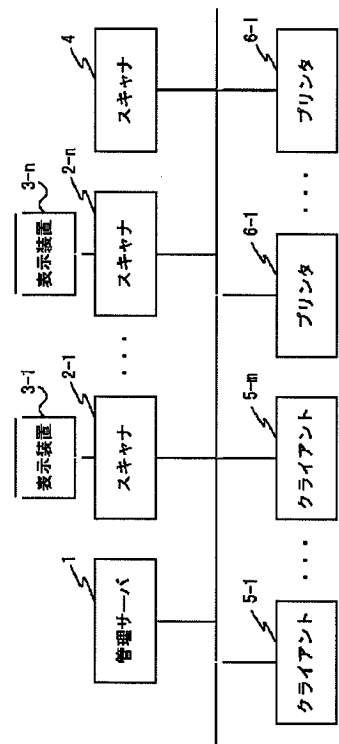 3-1
表示装置
3-n
表示装置
1
管理サーバ
2-1
スキャナ
・・・
2-n
スキャナ
4
スキャナ
5-1
クライアント
・・・
5-m
クライアント
6-1
プリンタ
・・・
6-l
プリンタ